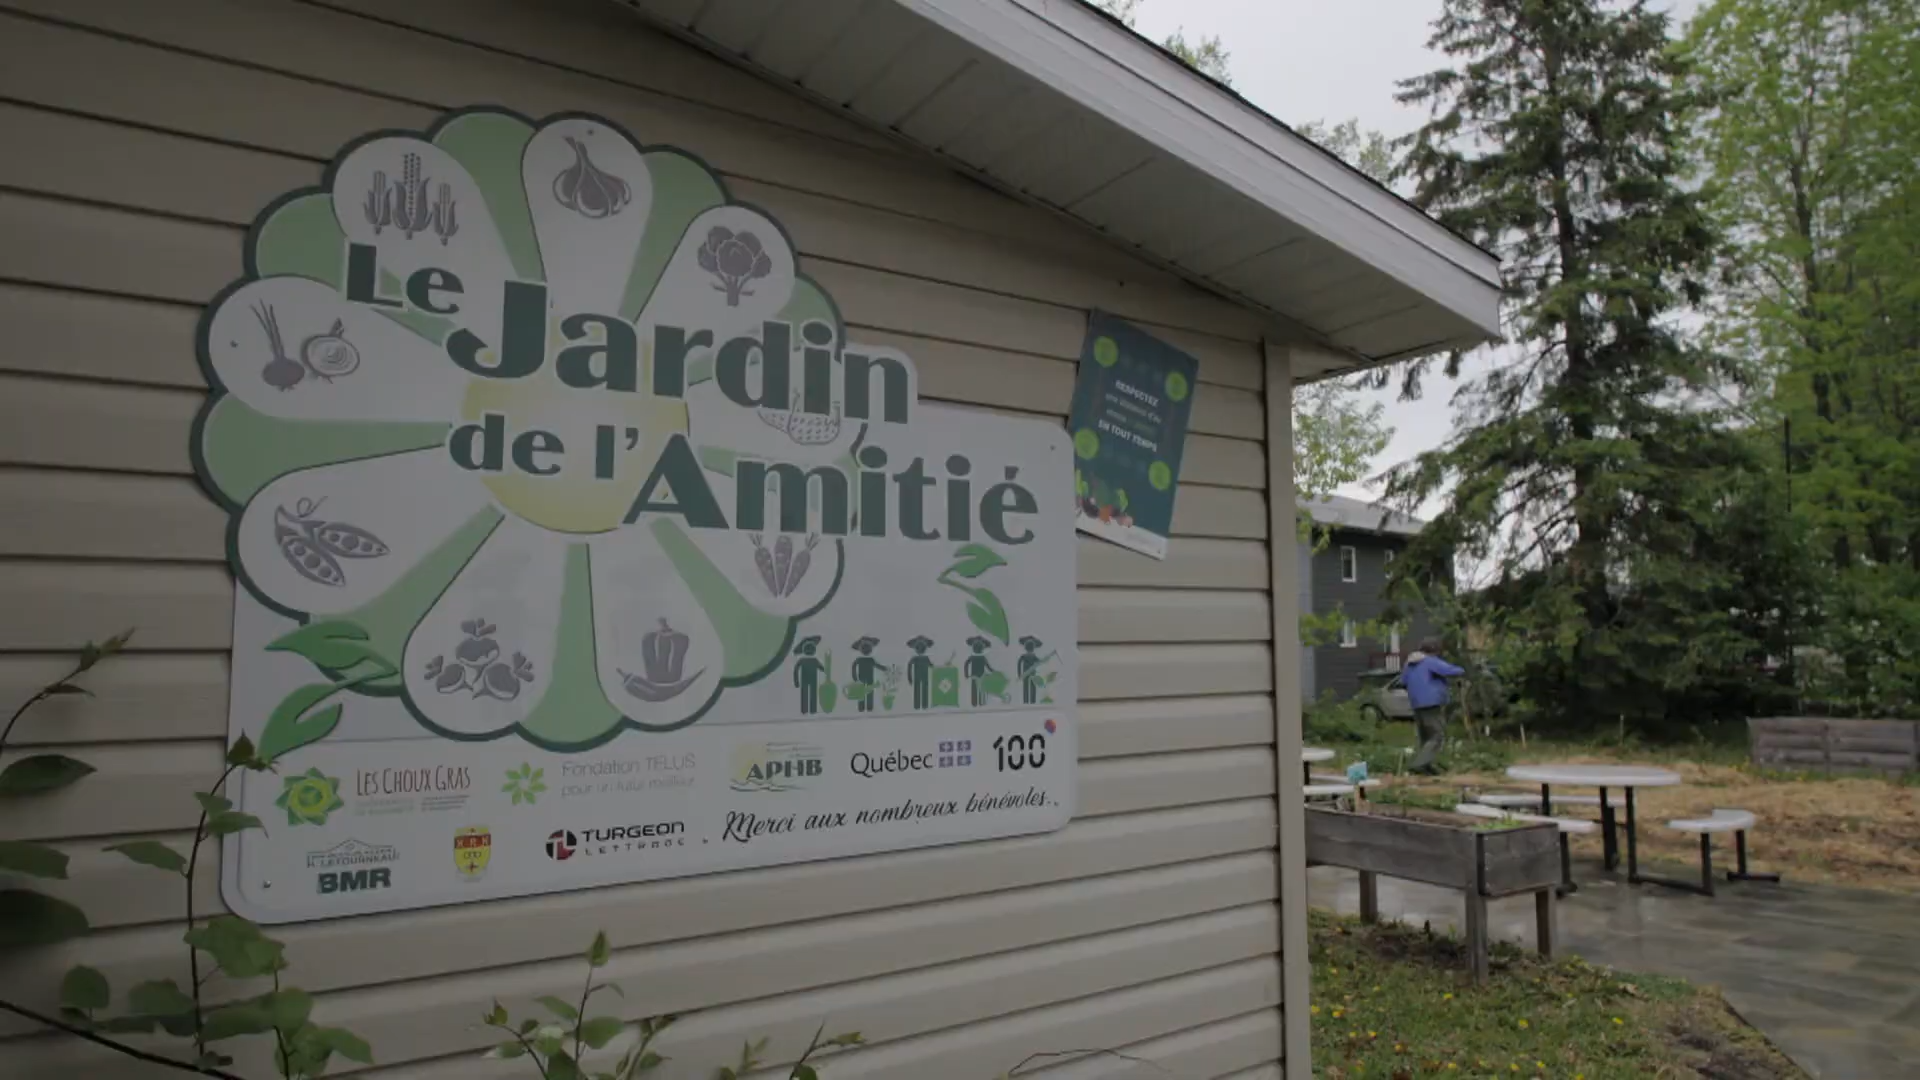 Le Jardin
de l'Amitié
RESPECTEZ
EN TOUT TEMPS
LES CHOUX GRAS
Fondation TELUS
pour un futur meilleur
APHB
Québec
100
BMR
TURGEON
Merci aux nombreux bénévoles...